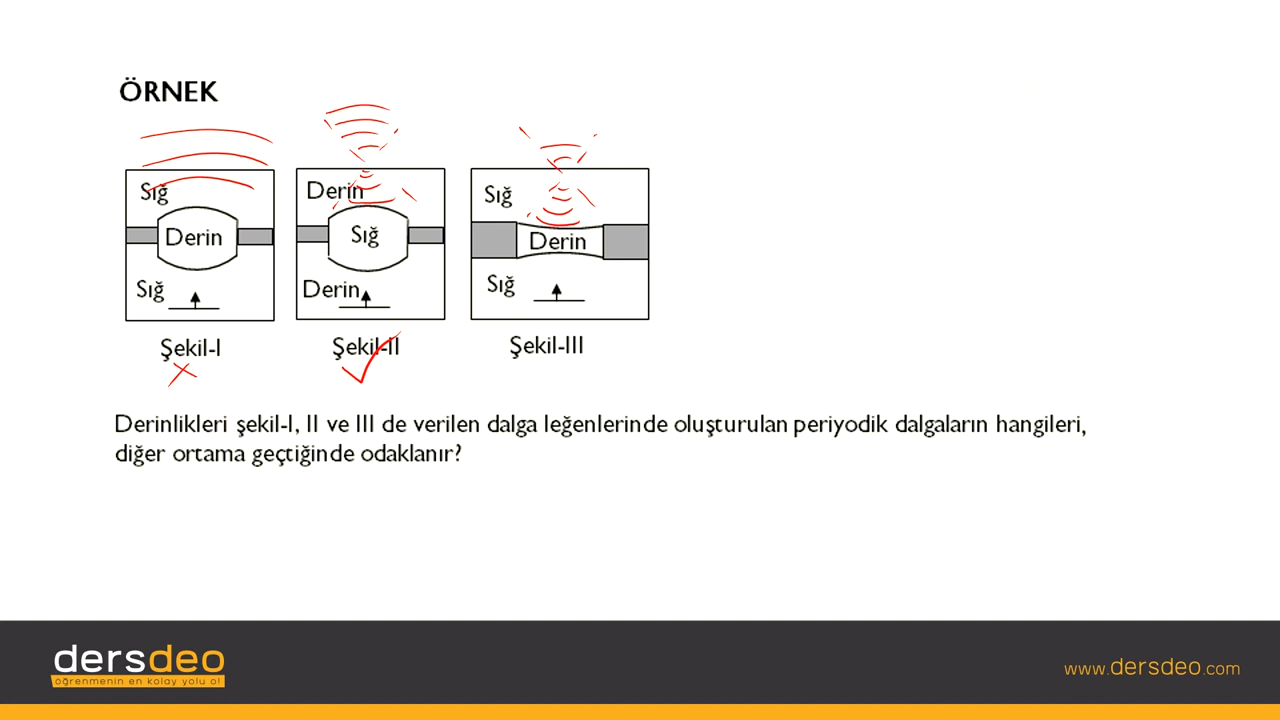 ÖRNEK
Sığ
Derin
Sığ
Şekil-I
Derin
Sığ
Derin
Şekil-II
Sığ
Derin
Sığ
Şekil-III
Derinlikleri şekil-I, II ve III de verilen dalga leğenlerinde oluşturulan periyodik dalgaların hangileri,
diğer ortama geçtiğinde odaklanır?
dersdeo
öğrenmenin en kolay yolu o!
www.dersdeo.com